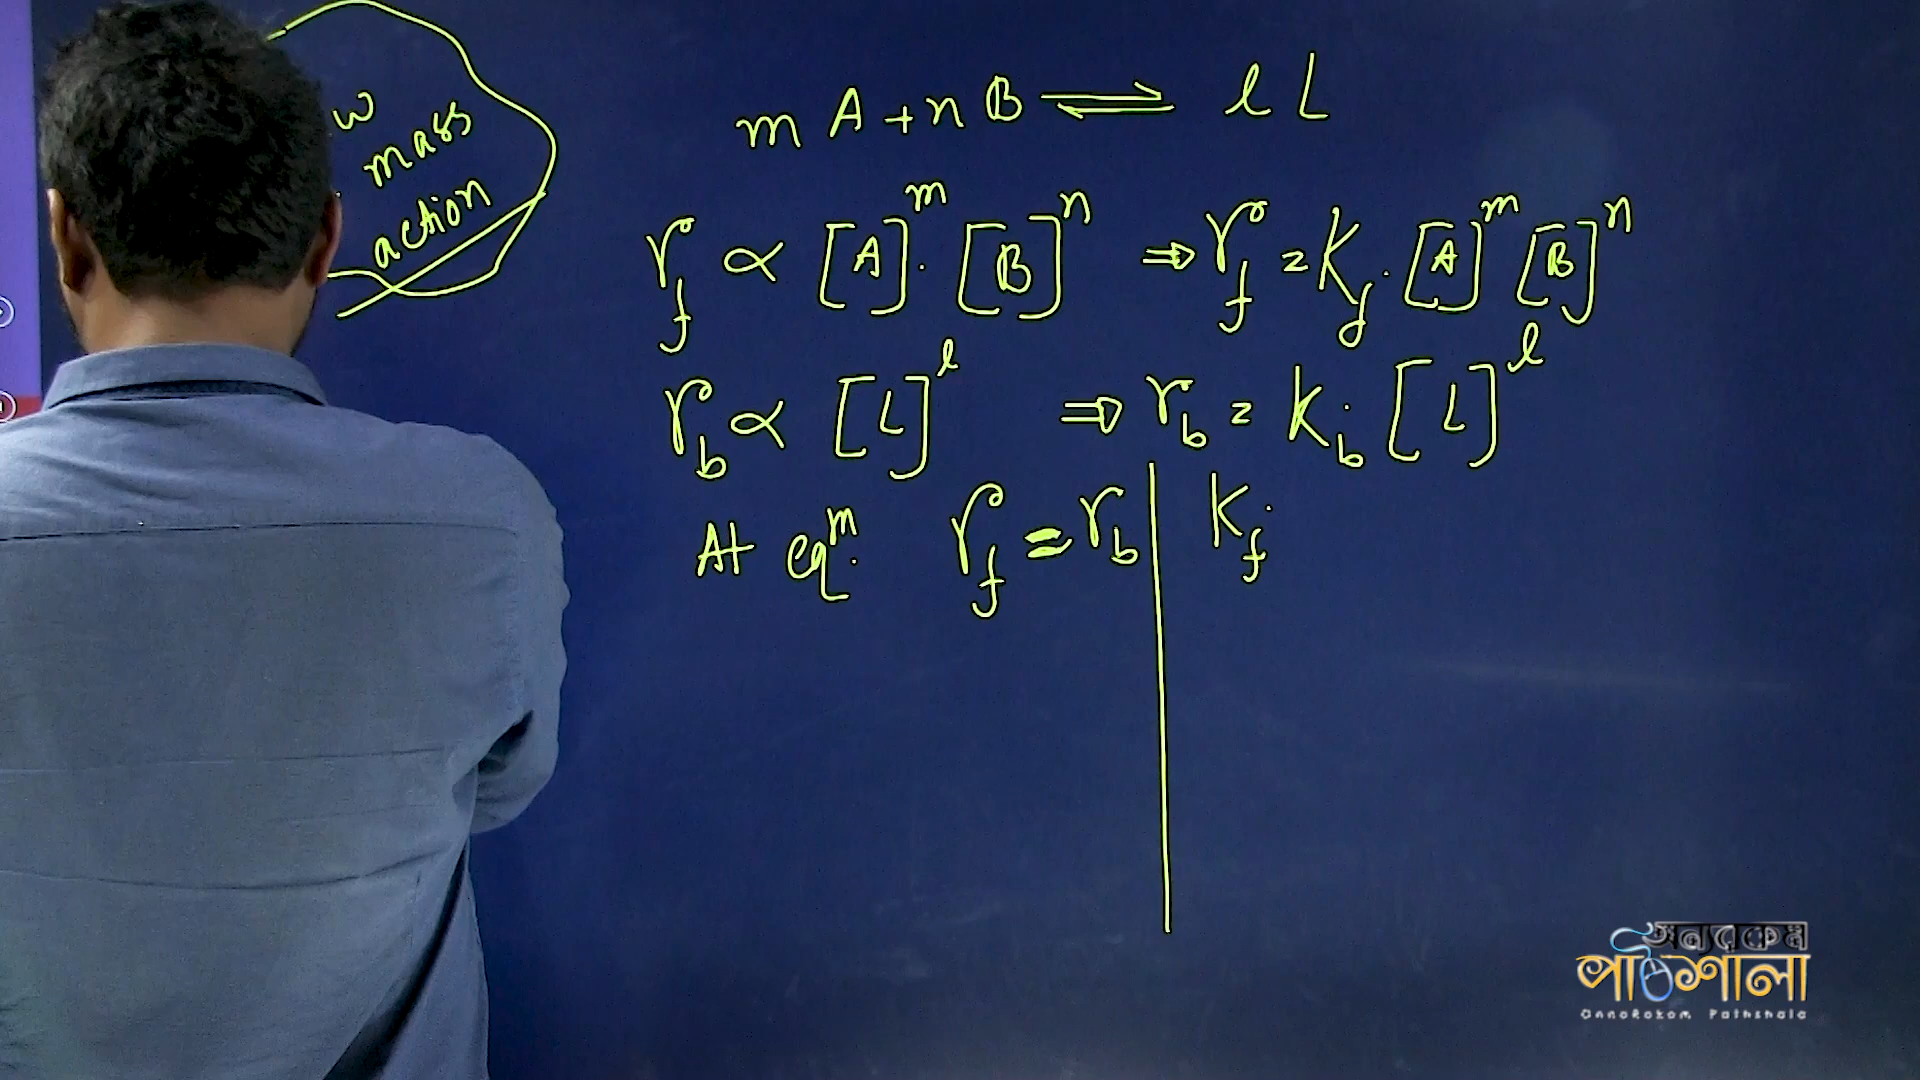 w
mass
action
m A + n B ⇌ l L
r_f ∝ [A]^m · [B]^n ⇒ r_f = K_f · [A]^m [B]^n
r_b ∝ [L]^l ⇒ r_b = K_b · [L]^l
At eq^m. r_f = r_b | K_f
অন্যরকম
পাঠশালা
OnnoRokom Pathshala